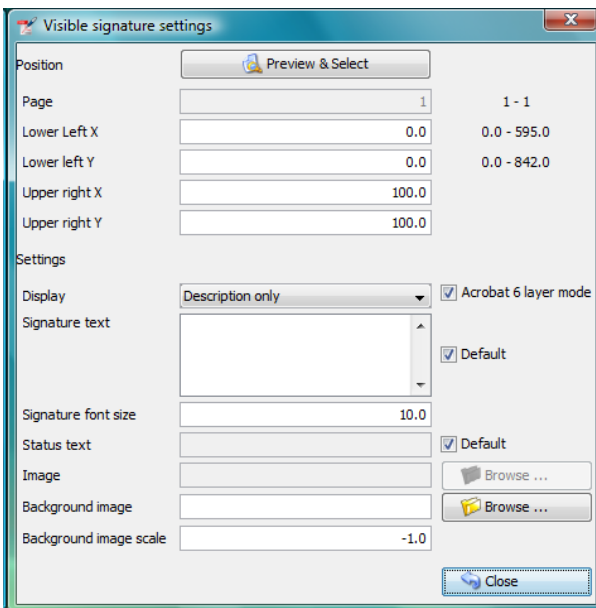 Visible signature settings
Position Preview & Select
Page 1 1 - 1
Lower Left X 0.0 0.0 - 595.0
Lower left Y 0.0 0.0 - 842.0
Upper right X 100.0
Upper right Y 100.0
Settings
Display Description only Acrobat 6 layer mode
Signature text
Default
Signature font size 10.0
Status text Default
Image Browse ...
Background image Browse ...
Background image scale -1.0
Close